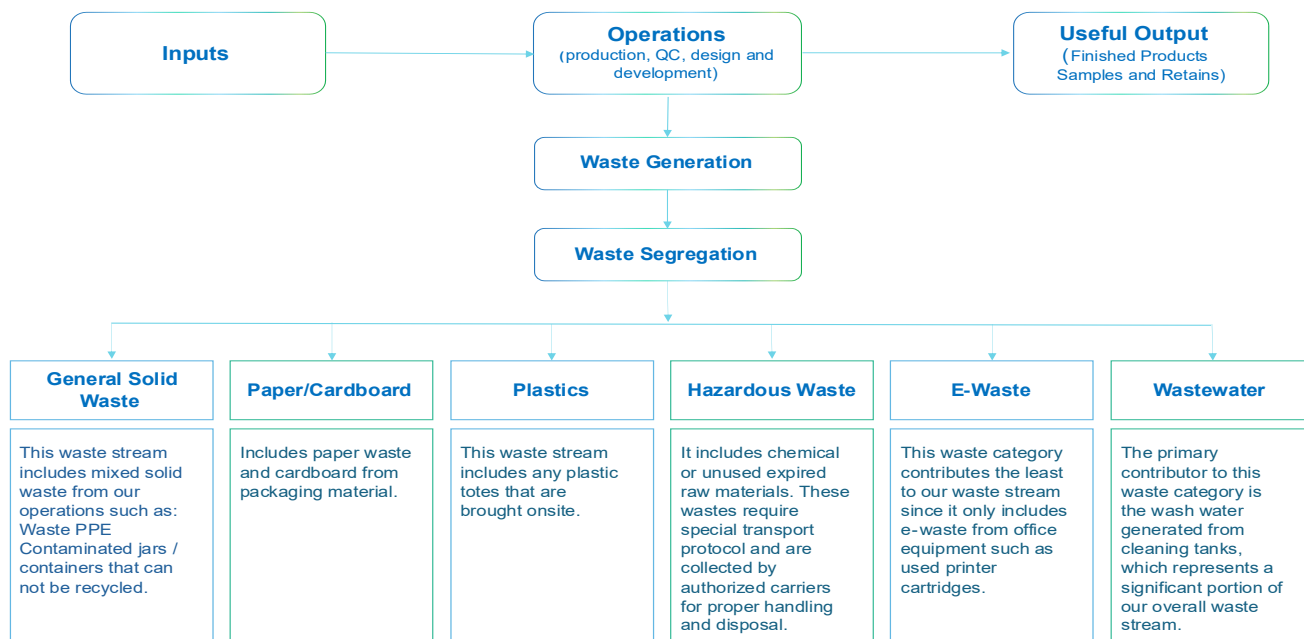 Inputs
Operations
(production, QC, design and
development)
Useful Output
(Finished Products
Samples and Retains)
Waste Generation
Waste Segregation
General Solid
Waste
This waste stream
includes mixed solid
waste from our
operations such as:
Waste PPE
Contaminated jars /
containers that can
not be recycled.
Paper/Cardboard
Includes paper waste
and cardboard from
packaging material.
Plastics
This waste stream
includes any plastic
totes that are
brought onsite.
Hazardous Waste
It includes chemical
or unused expired
raw materials. These
wastes require
special transport
protocol and are
collected by
authorized carriers
for proper handling
and disposal.
E-Waste
This waste category
contributes the least
to our waste stream
since it only includes
e-waste from office
equipment such as
used printer
cartridges.
Wastewater
The primary
contributor to this
waste category is
the wash water
generated from
cleaning tanks,
which represents a
significant portion of
our overall waste
stream.